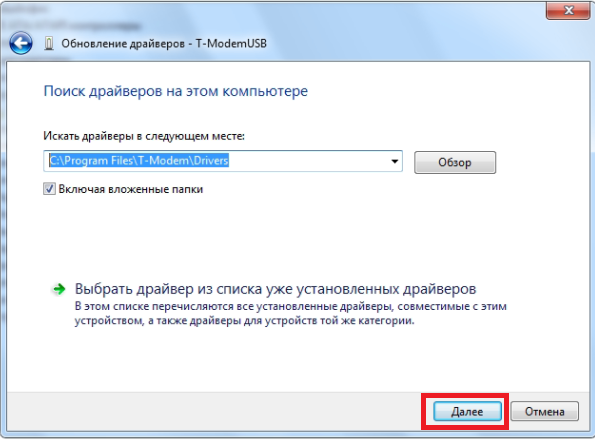 Обновление драйверов - T-ModemUSB
Поиск драйверов на этом компьютере
Искать драйверы в следующем месте:
C:\Program Files\T-Modem\Drivers
Обзор
Включая вложенные папки
Выбрать драйвер из списка уже установленных драйверов
В этом списке перечисляются все установленные драйверы, совместимые с этим
устройством, а также драйверы для устройств той же категории.
Далее
Отмена